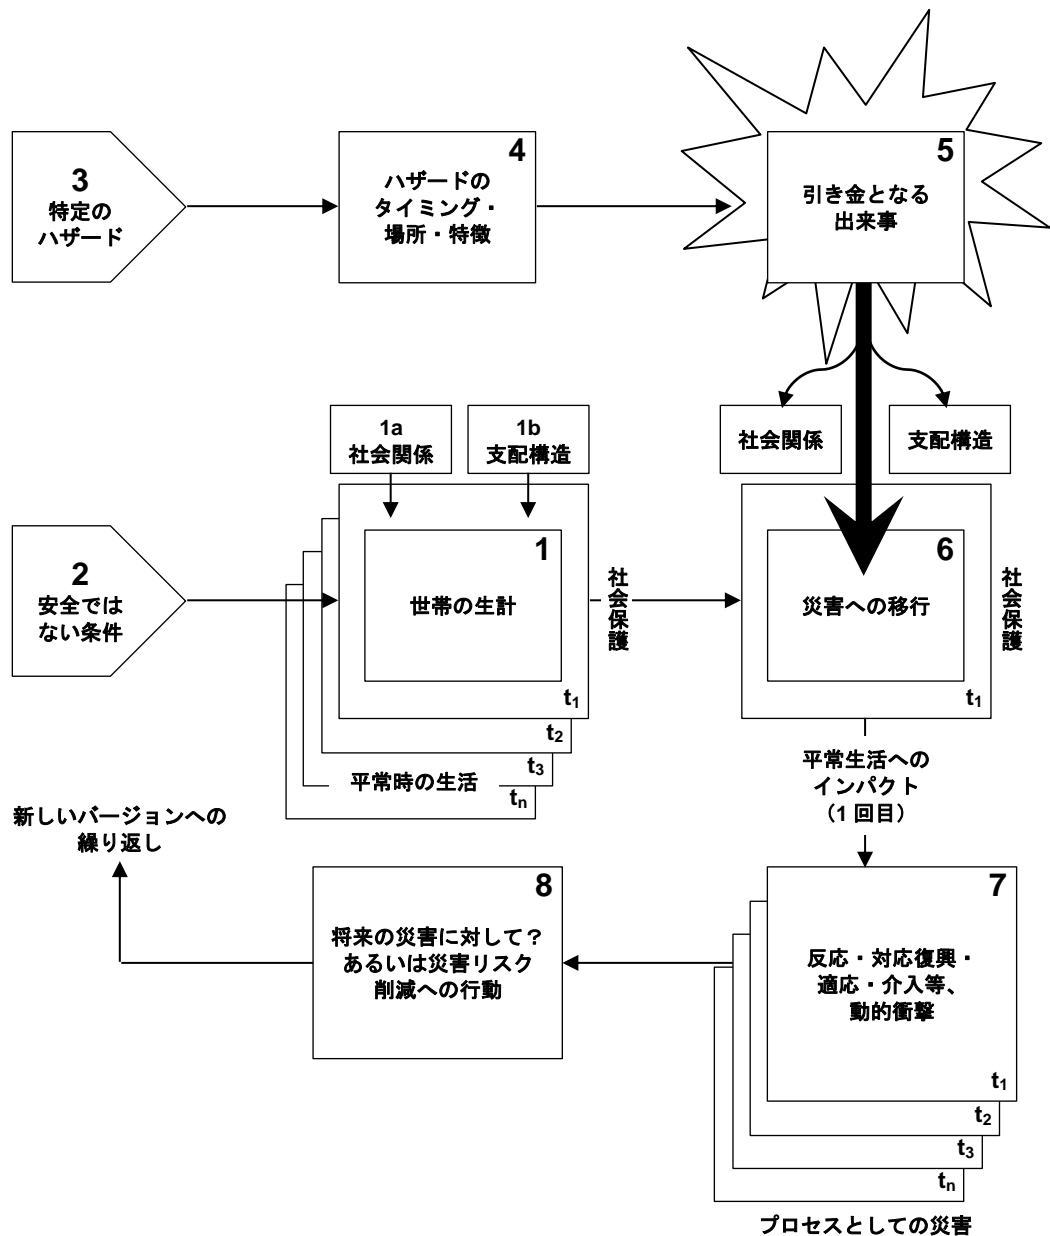 3
特定の
ハザード
4
ハザードの
タイミング・
場所・特徴
5
引き金となる
出来事
1a
社会関係
1b
支配構造
社会関係
支配構造
2
安全では
ない条件
1
世帯の生計
社会保護
t1
t2
t3
tn
平常時の生活
6
災害への移行
社会保護
t1
平常生活への
インパクト
（1 回目）
新しいバージョンへの
繰り返し
8
将来の災害に対して？
あるいは災害リスク
削減への行動
7
反応・対応復興・
適応・介入等、
動的衝撃
t1
t2
t3
tn
プロセスとしての災害